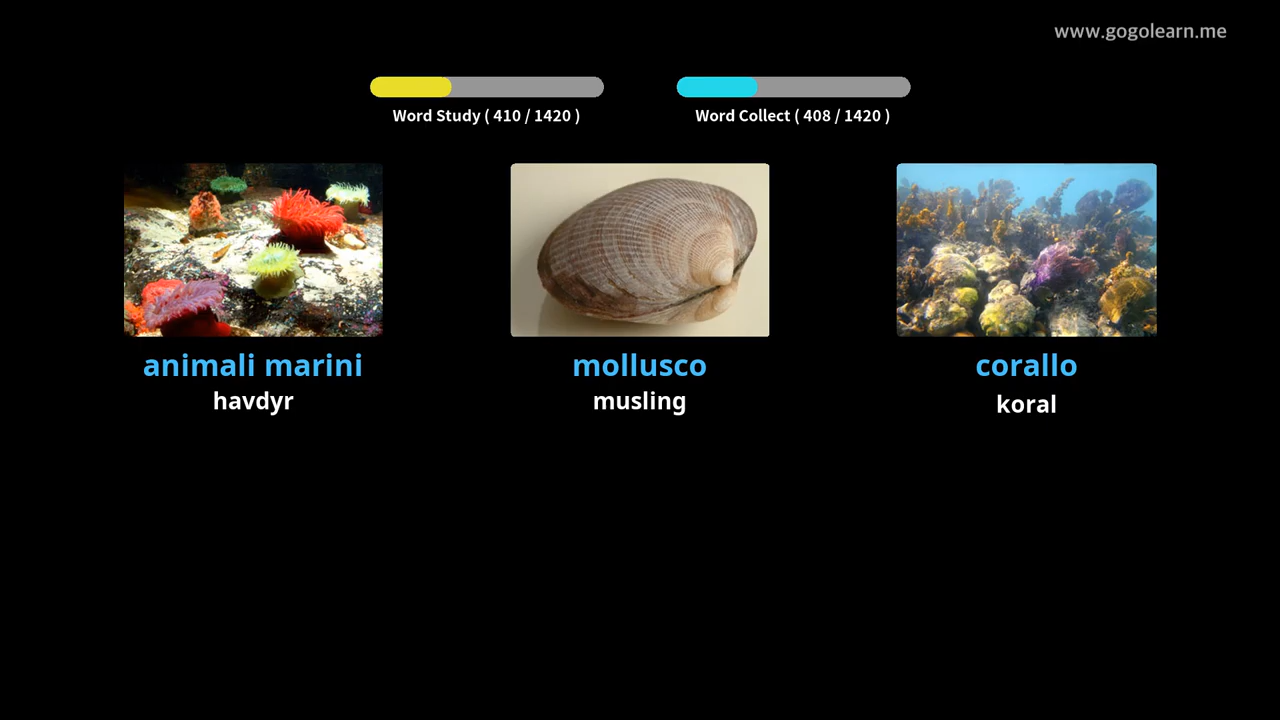 www.gogolearn.me
Word Study ( 410 / 1420 )
Word Collect ( 408 / 1420 )
animali marini
havdyr
mollusco
musling
corallo
koral